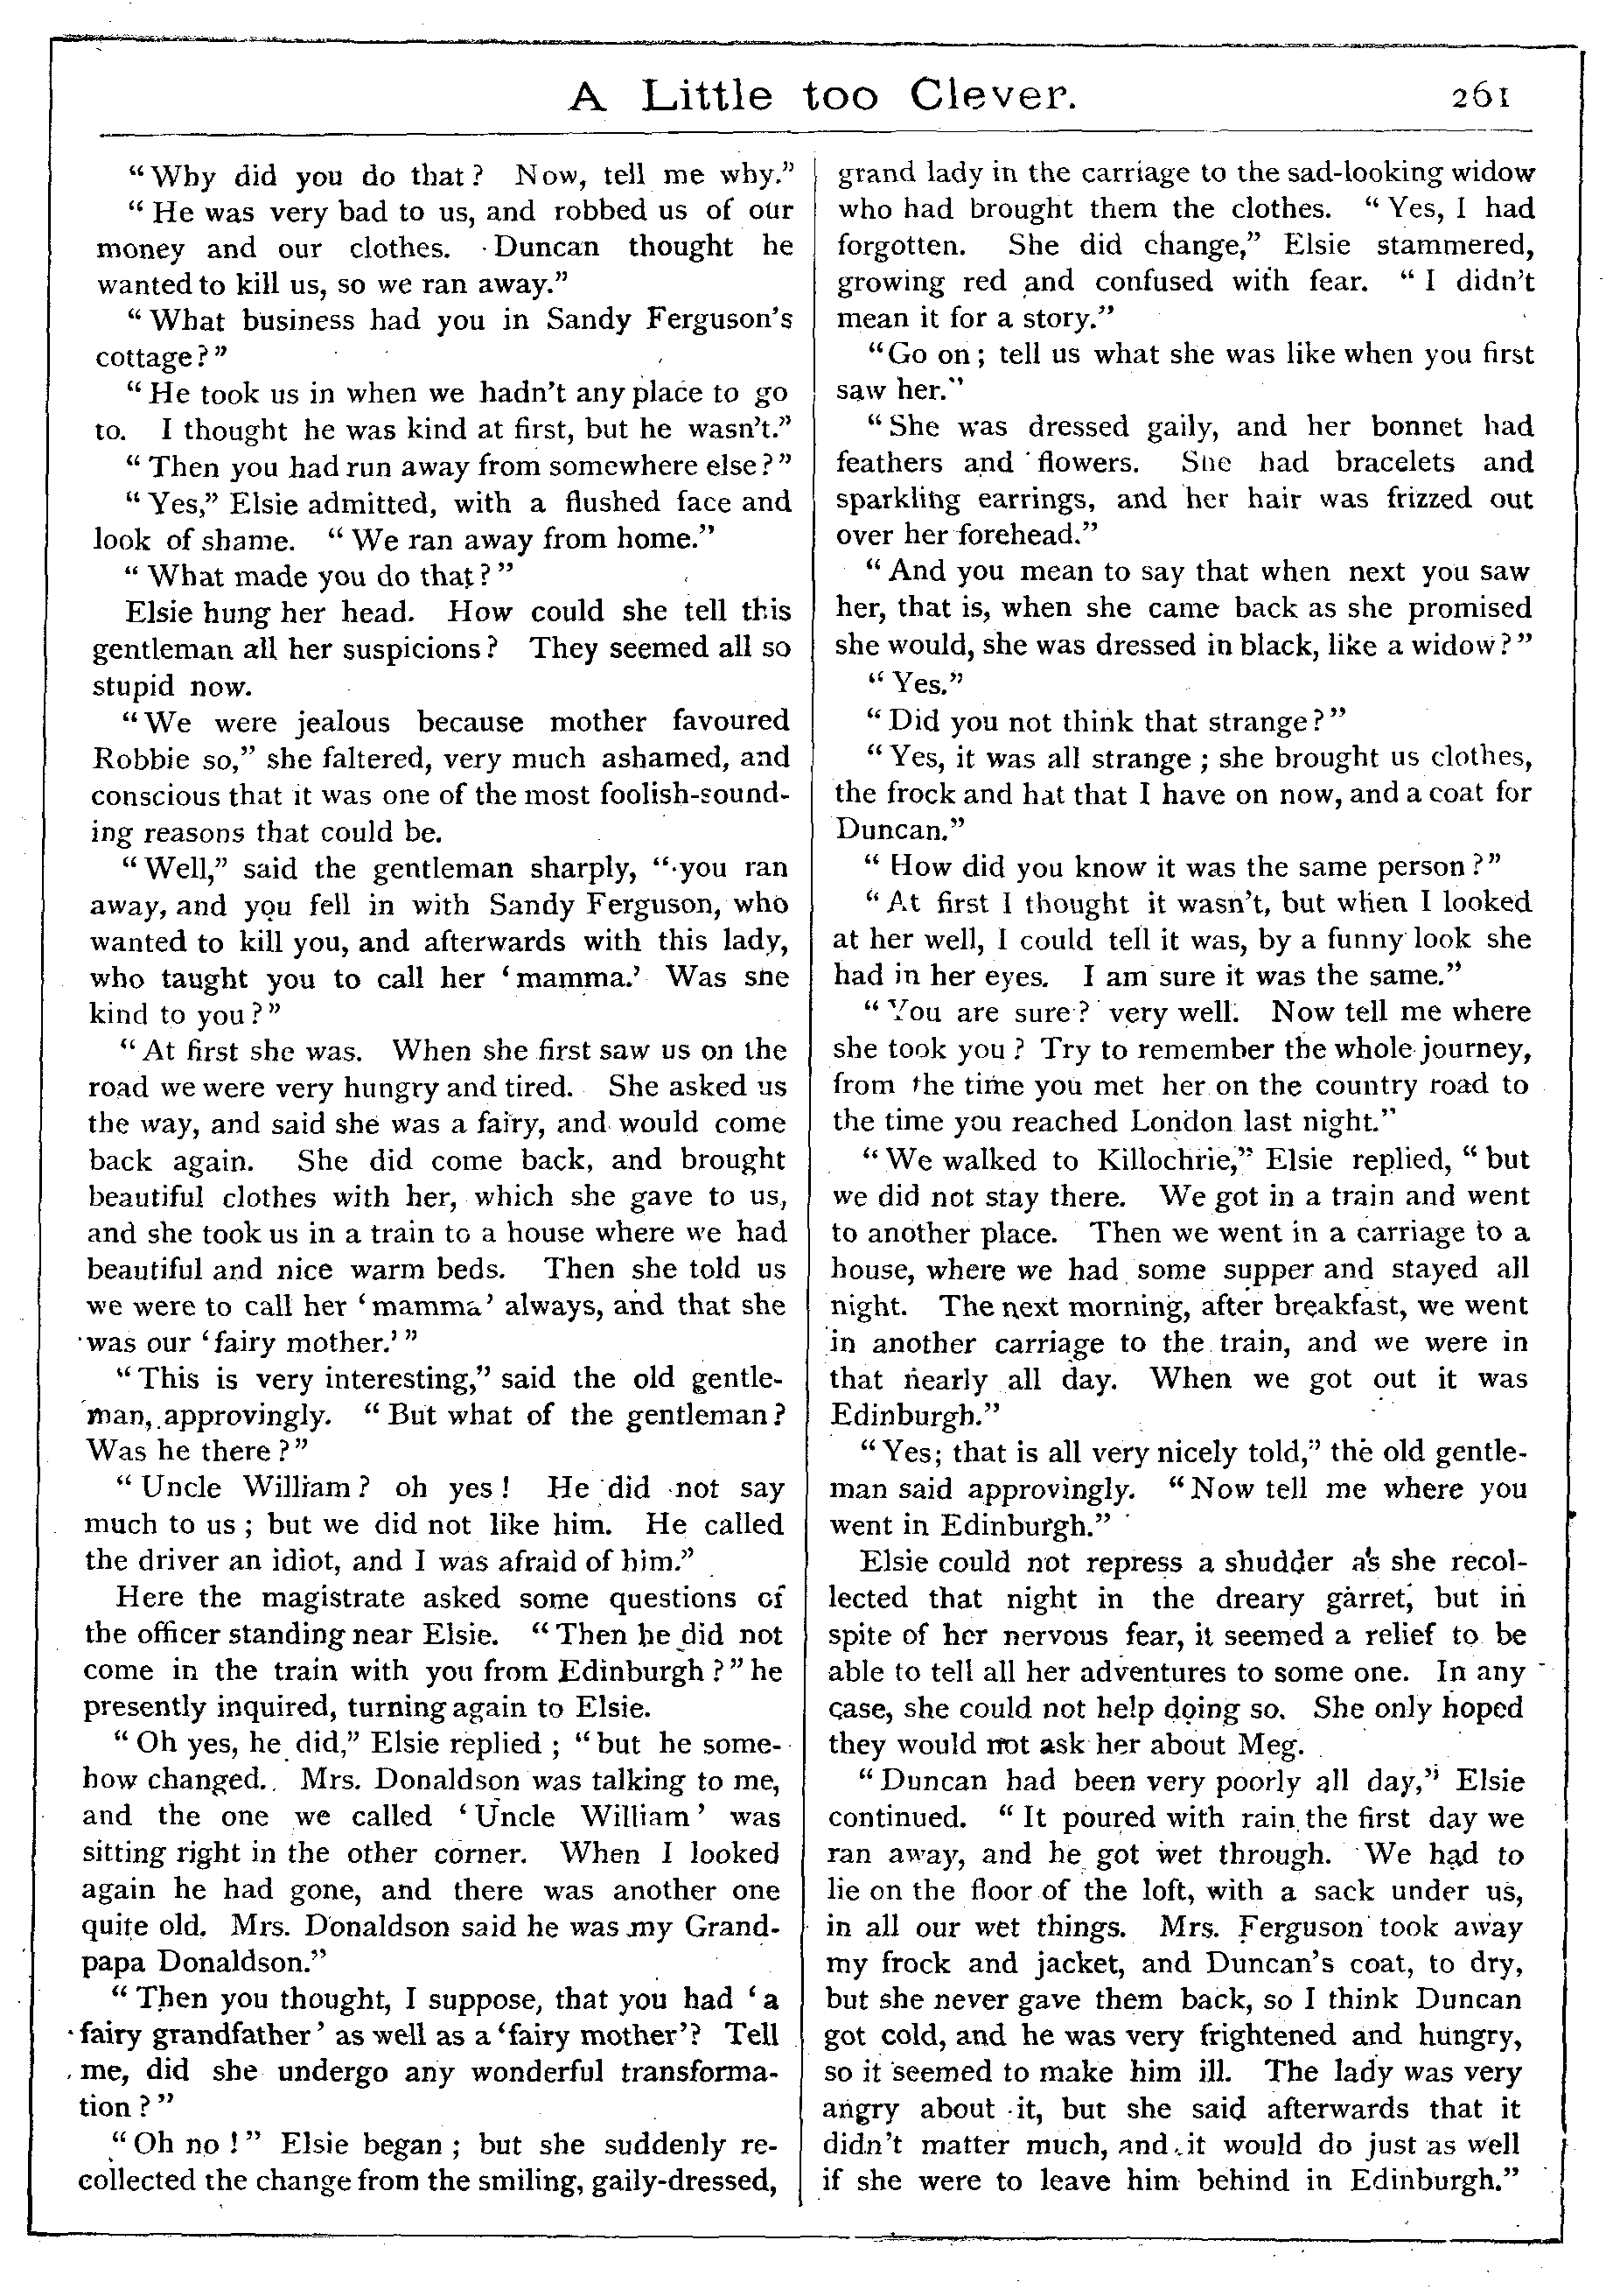 A Little too Clever.
261
"Why did you do that? Now, tell me why."
"He was very bad to us, and robbed us of our
money and our clothes. Duncan thought he
wanted to kill us, so we ran away."
"What business had you in Sandy Ferguson's
cottage?"
"He took us in when we hadn't any place to go
to. I thought he was kind at first, but he wasn't."
"Then you had run away from somewhere else?"
"Yes," Elsie admitted, with a flushed face and
look of shame. "We ran away from home."
"What made you do that?"
Elsie hung her head. How could she tell this
gentleman all her suspicions? They seemed all so
stupid now.
"We were jealous because mother favoured
Robbie so," she faltered, very much ashamed, and
conscious that it was one of the most foolish-sound-
ing reasons that could be.
"Well," said the gentleman sharply, "you ran
away, and you fell in with Sandy Ferguson, who
wanted to kill you, and afterwards with this lady,
who taught you to call her 'mamma.' Was she
kind to you?"
"At first she was. When she first saw us on the
road we were very hungry and tired. She asked us
the way, and said she was a fairy, and would come
back again. She did come back, and brought
beautiful clothes with her, which she gave to us,
and she took us in a train to a house where we had
beautiful and nice warm beds. Then she told us
we were to call her 'mamma' always, and that she
was our 'fairy mother.'"
"This is very interesting," said the old gentle-
man, approvingly. "But what of the gentleman?
Was he there?"
"Uncle William? oh yes! He did not say
much to us; but we did not like him. He called
the driver an idiot, and I was afraid of him."
Here the magistrate asked some questions of
the officer standing near Elsie. "Then he did not
come in the train with you from Edinburgh?" he
presently inquired, turning again to Elsie.
"Oh yes, he did," Elsie replied; "but he some-
how changed. Mrs. Donaldson was talking to me,
and the one we called 'Uncle William' was
sitting right in the other corner. When I looked
again he had gone, and there was another one
quite old. Mrs. Donaldson said he was my Grand-
papa Donaldson."
"Then you thought, I suppose, that you had 'a
fairy grandfather' as well as a 'fairy mother'? Tell
me, did she undergo any wonderful transforma-
tion?"
"Oh no!" Elsie began; but she suddenly re-
collected the change from the smiling, gaily-dressed,
grand lady in the carriage to the sad-looking widow
who had brought them the clothes. "Yes, I had
forgotten. She did change," Elsie stammered,
growing red and confused with fear. "I didn't
mean it for a story."
"Go on; tell us what she was like when you first
saw her."
"She was dressed gaily, and her bonnet had
feathers and flowers. She had bracelets and
sparkling earrings, and her hair was frizzed out
over her forehead."
"And you mean to say that when next you saw
her, that is, when she came back as she promised
she would, she was dressed in black, like a widow?"
"Yes."
"Did you not think that strange?"
"Yes, it was all strange; she brought us clothes,
the frock and hat that I have on now, and a coat for
Duncan."
"How did you know it was the same person?"
"At first I thought it wasn't, but when I looked
at her well, I could tell it was, by a funny look she
had in her eyes. I am sure it was the same."
"You are sure? very well. Now tell me where
she took you? Try to remember the whole journey,
from the time you met her on the country road to
the time you reached London last night."
"We walked to Killochrie," Elsie replied, "but
we did not stay there. We got in a train and went
to another place. Then we went in a carriage to a
house, where we had some supper and stayed all
night. The next morning, after breakfast, we went
in another carriage to the train, and we were in
that nearly all day. When we got out it was
Edinburgh."
"Yes; that is all very nicely told," the old gentle-
man said approvingly. "Now tell me where you
went in Edinburgh."
Elsie could not repress a shudder as she recol-
lected that night in the dreary garret, but in
spite of her nervous fear, it seemed a relief to be
able to tell all her adventures to some one. In any
case, she could not help doing so. She only hoped
they would not ask her about Meg.
"Duncan had been very poorly all day," Elsie
continued. "It poured with rain the first day we
ran away, and he got wet through. We had to
lie on the floor of the loft, with a sack under us,
in all our wet things. Mrs. Ferguson took away
my frock and jacket, and Duncan's coat, to dry,
but she never gave them back, so I think Duncan
got cold, and he was very frightened and hungry,
so it seemed to make him ill. The lady was very
angry about it, but she said afterwards that it
didn't matter much, and it would do just as well
if she were to leave him behind in Edinburgh."